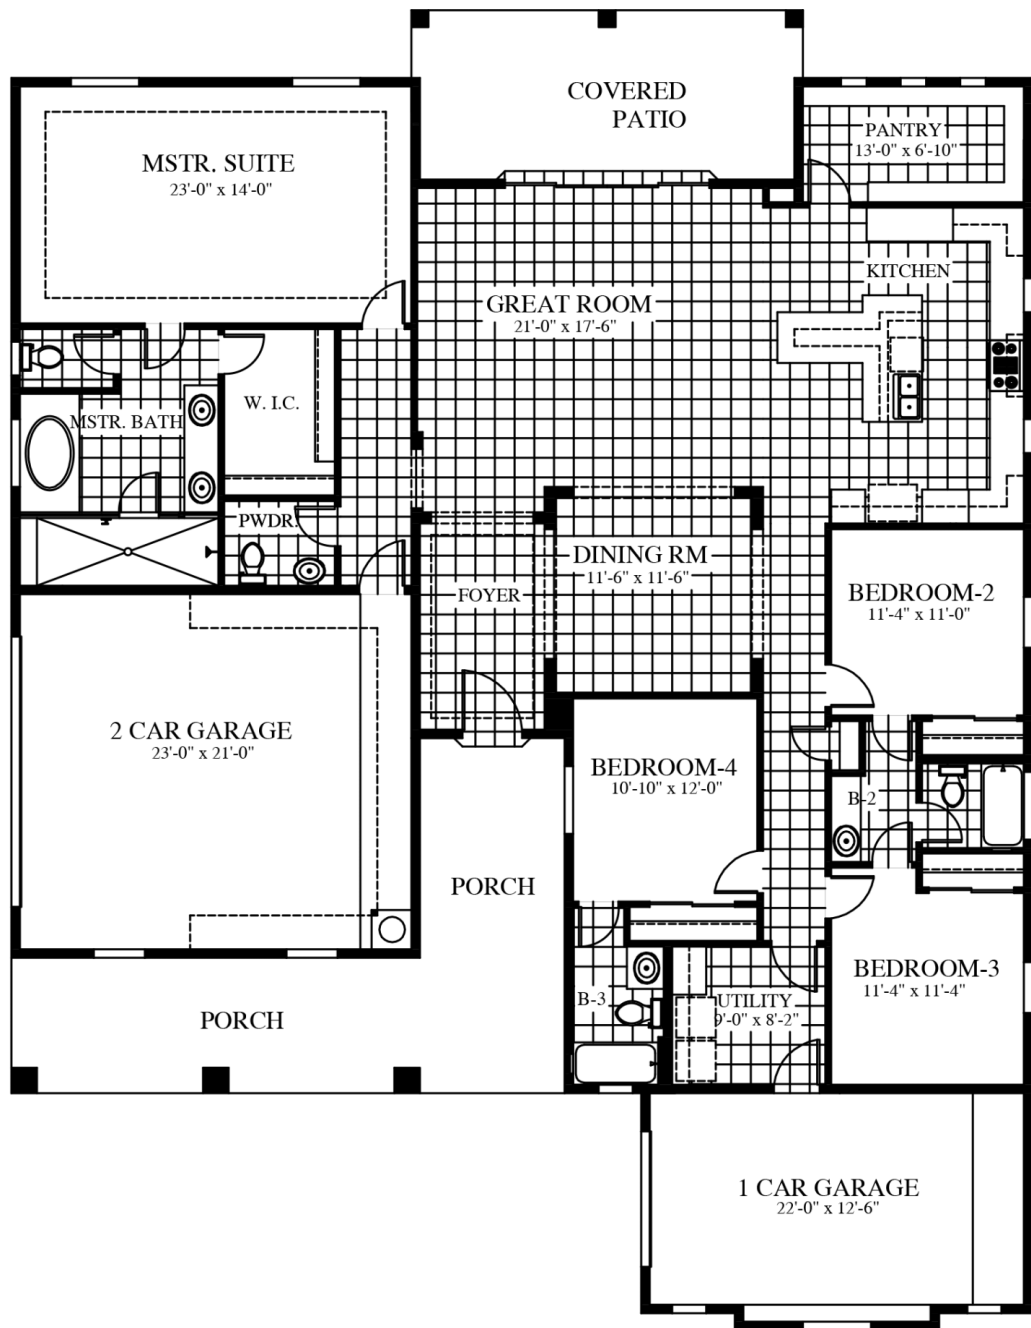 COVERED
PATIO
PANTRY
13'-0" x 6'-10"
MSTR. SUITE
23'-0" x 14'-0"
KITCHEN
GREAT ROOM
21'-0" x 17'-6"
W. I.C.
MSTR. BATH
PWDR.
DINING RM
11'-6" x 11'-6"
FOYER
BEDROOM-2
11'-4" x 11'-0"
2 CAR GARAGE
23'-0" x 21'-0"
BEDROOM-4
10'-10" x 12'-0"
B-2
PORCH
BEDROOM-3
11'-4" x 11'-4"
B-3
UTILITY
9'-0" x 8'-2"
PORCH
1 CAR GARAGE
22'-0" x 12'-6"